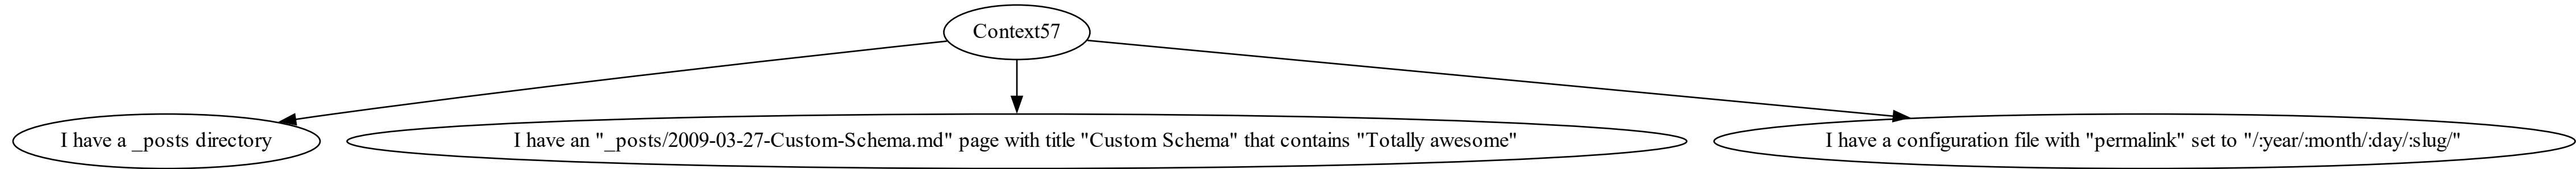 Context57
I have a _posts directory
I have an "_posts/2009-03-27-Custom-Schema.md" page with title "Custom Schema" that contains "Totally awesome"
I have a configuration file with "permalink" set to "/:year/:month/:day/:slug/"